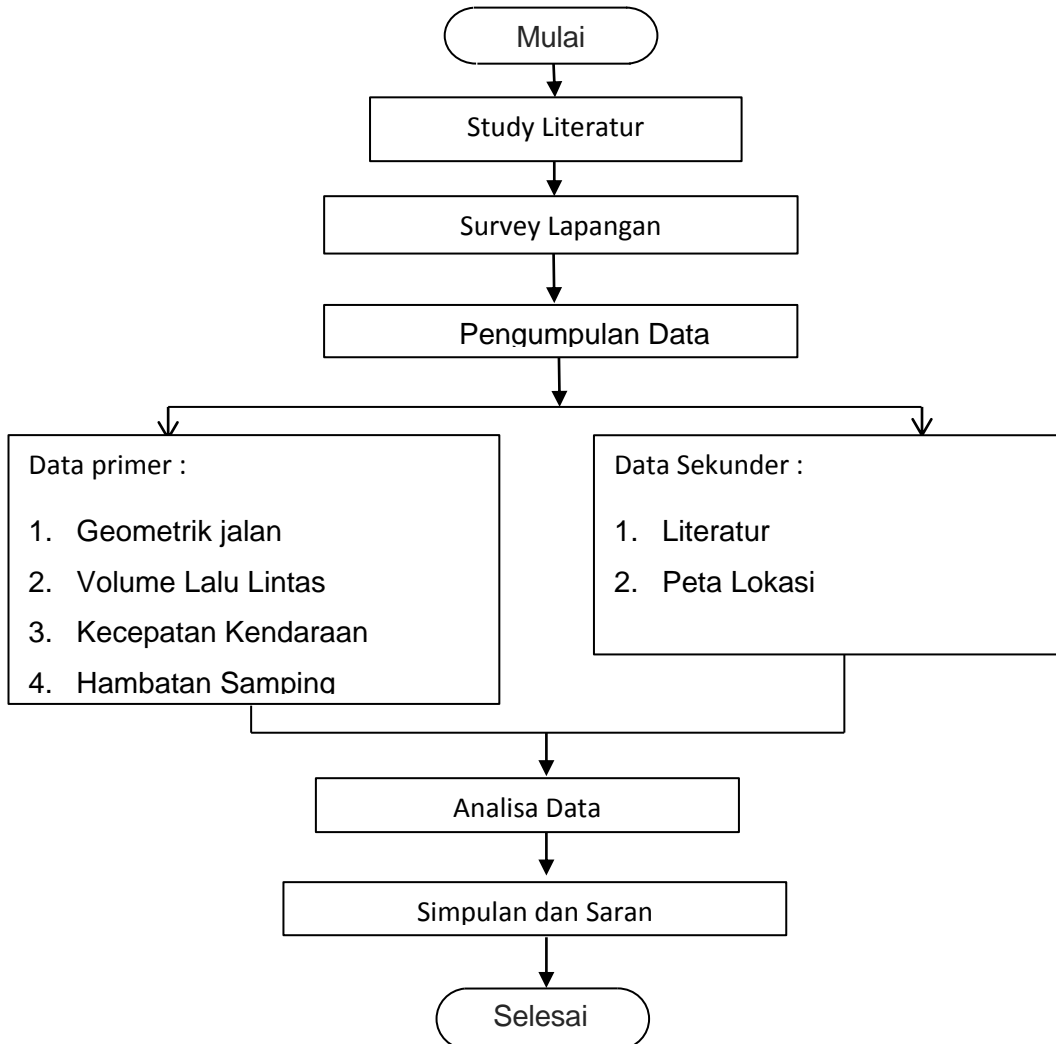 Mulai
Study Literatur
Survey Lapangan
Pengumpulan Data
Data primer :
1. Geometrik jalan
2. Volume Lalu Lintas
3. Kecepatan Kendaraan
4. Hambatan Samping
Data Sekunder :
1. Literatur
2. Peta Lokasi
Analisa Data
Simpulan dan Saran
Selesai